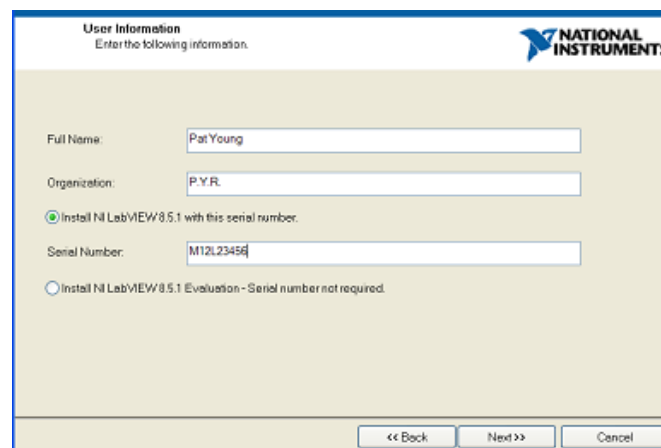 User Information
Enter the following information.
NATIONAL
INSTRUMENTS
Full Name: Pat Young
Organization: P.Y.R.
Install NI LabVIEW 8.5.1 with this serial number.
Serial Number: M12L23456
Install NI LabVIEW 8.5.1 Evaluation - Serial number not required.
<< Back Next >> Cancel